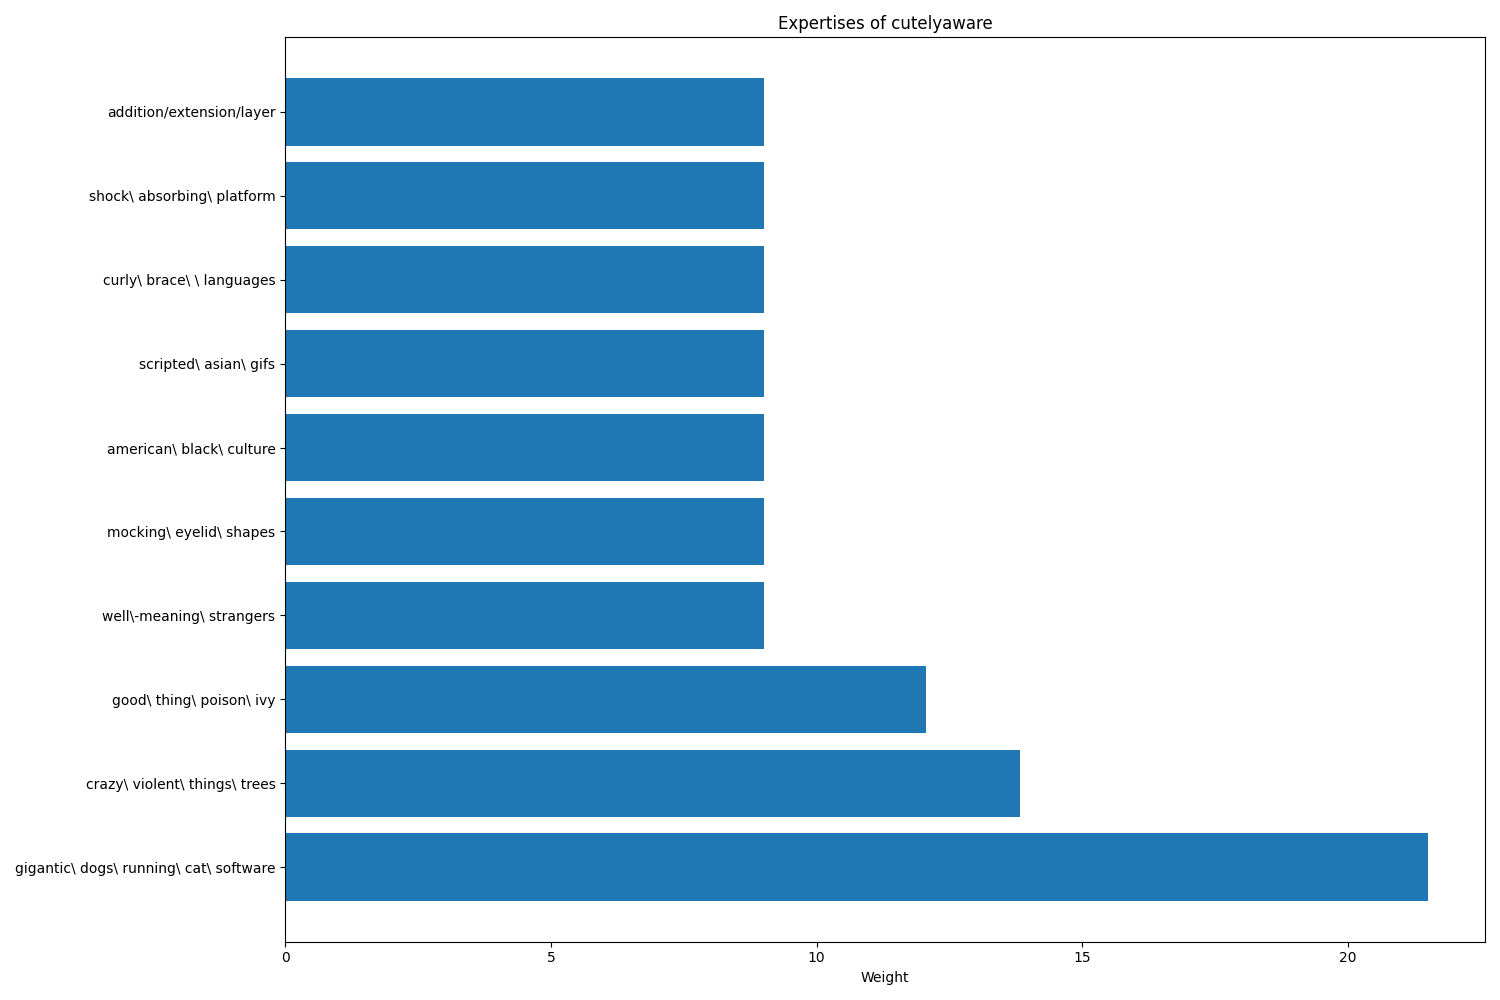 Expertises of cutelyaware
addition/extension/layer
shock\ absorbing\ platform
curly\ brace\ \ languages
scripted\ asian\ gifs
american\ black\ culture
mocking\ eyelid\ shapes
well\-meaning\ strangers
good\ thing\ poison\ ivy
crazy\ violent\ things\ trees
gigantic\ dogs\ running\ cat\ software
0 5 10 15 20
Weight